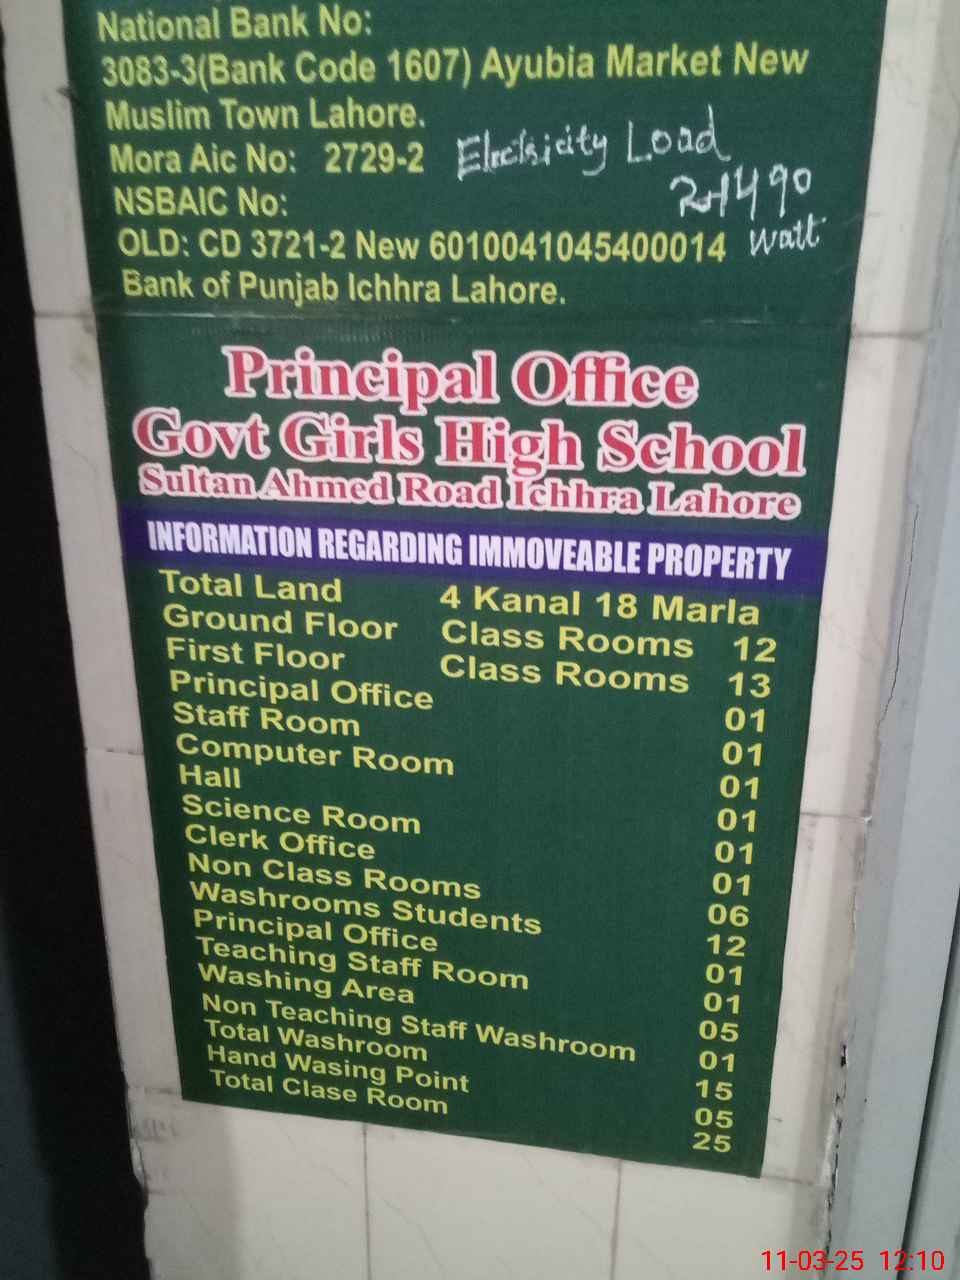 National Bank No:
3083-3(Bank Code 1607) Ayubia Market New
Muslim Town Lahore.
Mora Aic No: 2729-2
Electricity Load
NSBAIC No:
Watt
OLD: CD 3721-2 New 6010041045400014
Bank of Punjab Ichhra Lahore.
Principal Office
Govt Girls High School
Sultan Ahmed Road Ichhra Lahore
INFORMATION REGARDING IMMOVEABLE PROPERTY
Total Land 4 Kanal 18 Marla
Ground Floor Class Rooms 12
First Floor Class Rooms 13
Principal Office 01
Staff Room 01
Computer Room 01
Hall 01
Science Room 01
Clerk Office 01
Non Class Rooms 06
Washrooms Students 12
Principal Office 01
Teaching Staff Room 01
Washing Area 05
Non Teaching Staff Washroom 01
Total Washroom 15
Hand Wasing Point 05
Total Clase Room 25
11-03-25 12:10